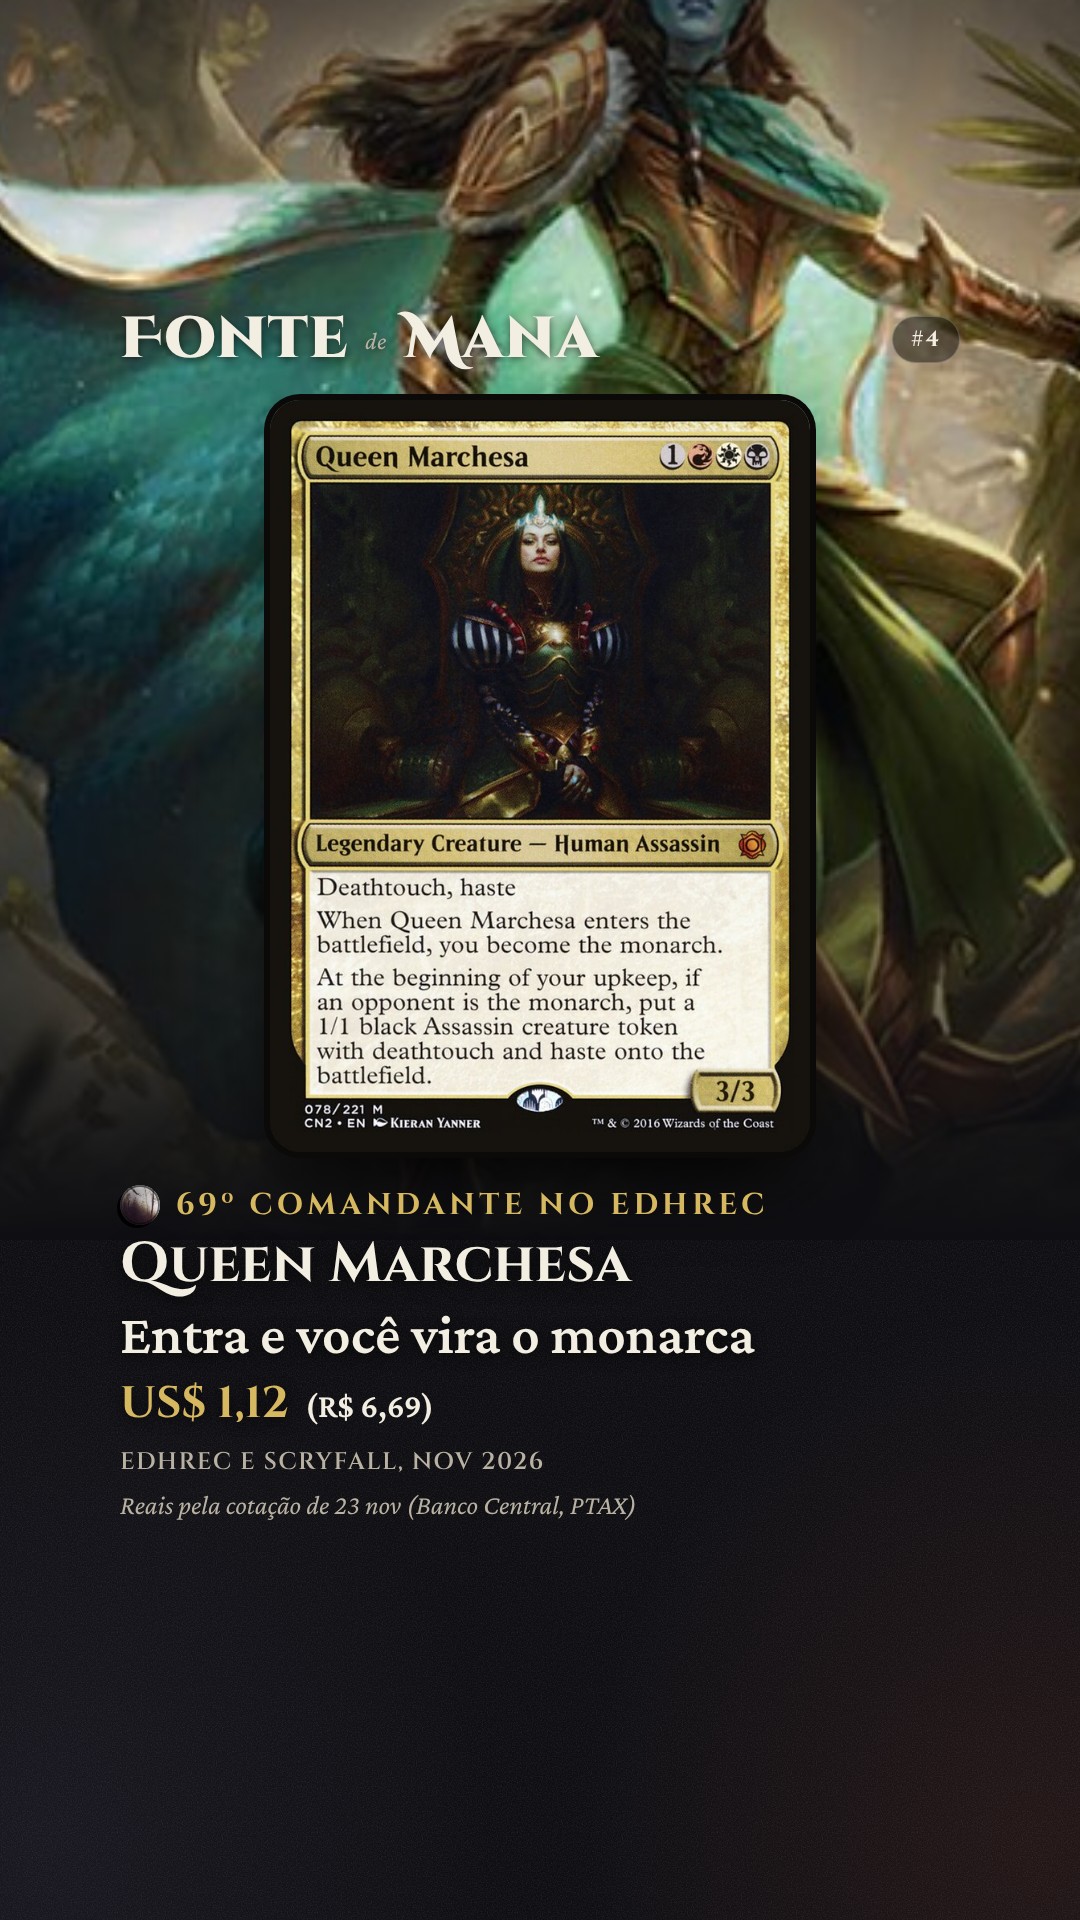 Fonte de Mana
#4
Queen Marchesa 1
Legendary Creature — Human Assassin
Deathtouch, haste
When Queen Marchesa enters the
battlefield, you become the monarch.
At the beginning of your upkeep, if
an opponent is the monarch, put a
1/1 black Assassin creature token
with deathtouch and haste onto the
battlefield.
3/3
078/221 M
CN2 • EN Kieran Yanner
™ & © 2016 Wizards of the Coast
69º COMANDANTE NO EDHREC
Queen Marchesa
Entra e você vira o monarca
US$ 1,12 (R$ 6,69)
EDHREC E SCRYFALL, NOV 2026
Reais pela cotação de 23 nov (Banco Central, PTAX)